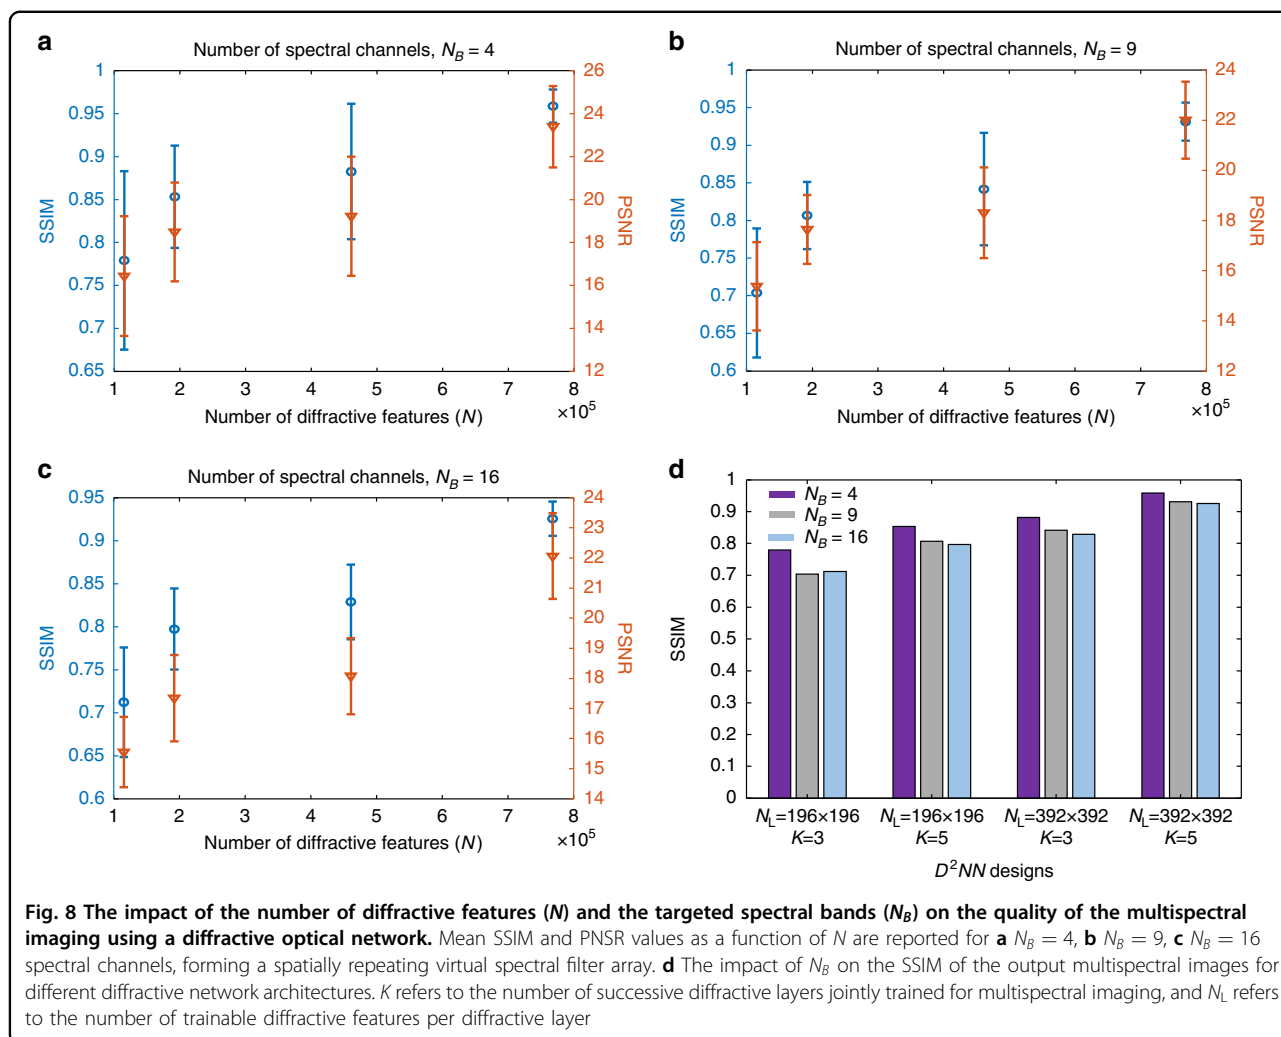 a
Number of spectral channels, N_B = 4
1
0.95
0.9
0.85
0.8
0.75
0.7
0.65
SSIM
26
24
22
20
18
16
14
12
PSNR
1 2 3 4 5 6 7 8
×10⁵
Number of diffractive features (N)
b
Number of spectral channels, N_B = 9
1
0.95
0.9
0.85
0.8
0.75
0.7
0.65
0.6
SSIM
24
22
20
18
16
14
12
PSNR
1 2 3 4 5 6 7 8
×10⁵
Number of diffractive features (N)
c
Number of spectral channels, N_B = 16
0.95
0.9
0.85
0.8
0.75
0.7
0.65
0.6
SSIM
24
23
22
21
20
19
18
17
16
15
14
PSNR
1 2 3 4 5 6 7 8
×10⁵
Number of diffractive features (N)
d
1
0.9
0.8
0.7
0.6
0.5
0.4
0.3
0.2
0.1
0
SSIM
N_B = 4
N_B = 9
N_B = 16
N_L=196×196 N_L=196×196 N_L=392×392 N_L=392×392
K=3 K=5 K=3 K=5
D²NN designs
Fig. 8 The impact of the number of diffractive features (N) and the targeted spectral bands (N_B) on the quality of the multispectral
imaging using a diffractive optical network. Mean SSIM and PNSR values as a function of N are reported for a N_B = 4, b N_B = 9, c N_B = 16
spectral channels, forming a spatially repeating virtual spectral filter array. d The impact of N_B on the SSIM of the output multispectral images for
different diffractive network architectures. K refers to the number of successive diffractive layers jointly trained for multispectral imaging, and N_L refers
to the number of trainable diffractive features per diffractive layer